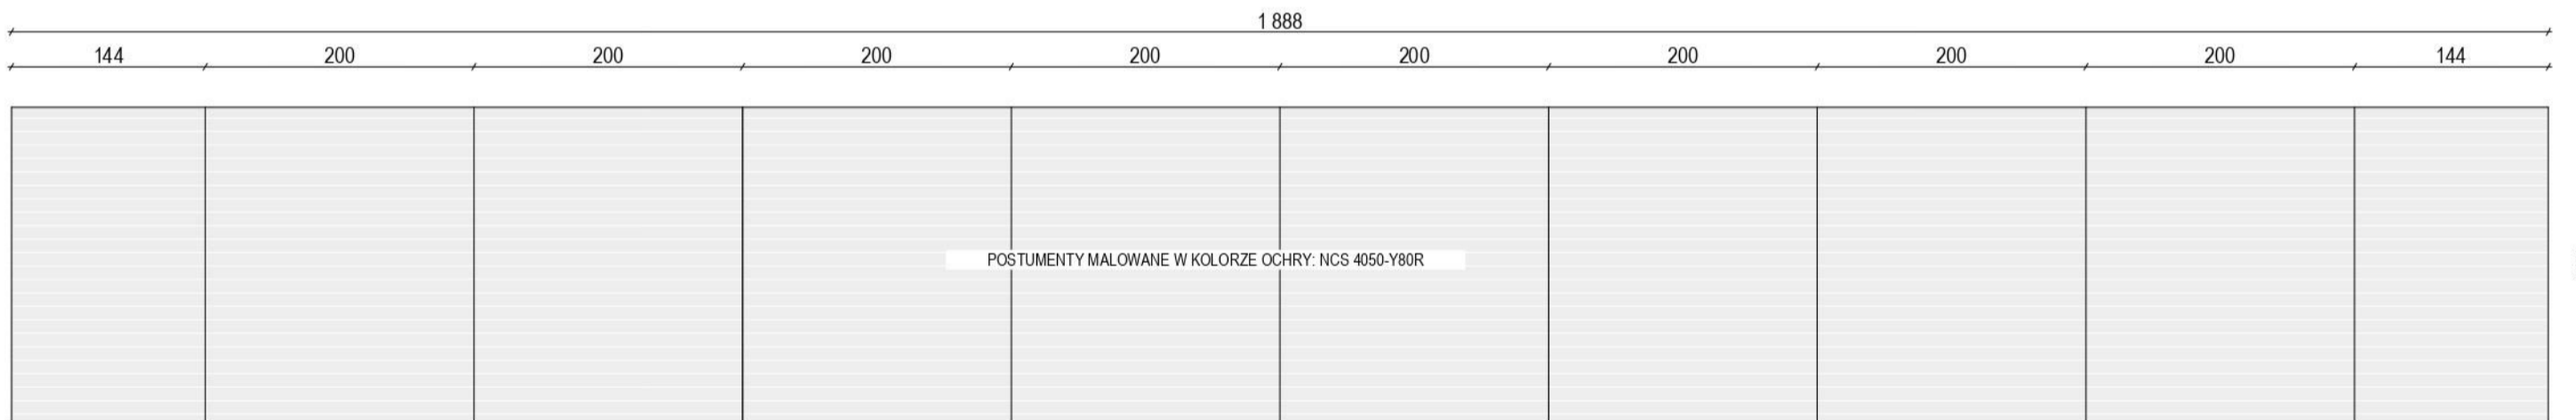 1 888
144 200 200 200 200 200 200 200 200 144
POSTUMENTY MALOWANE W KOLORZE OCHRY: NCS 4050-Y80R